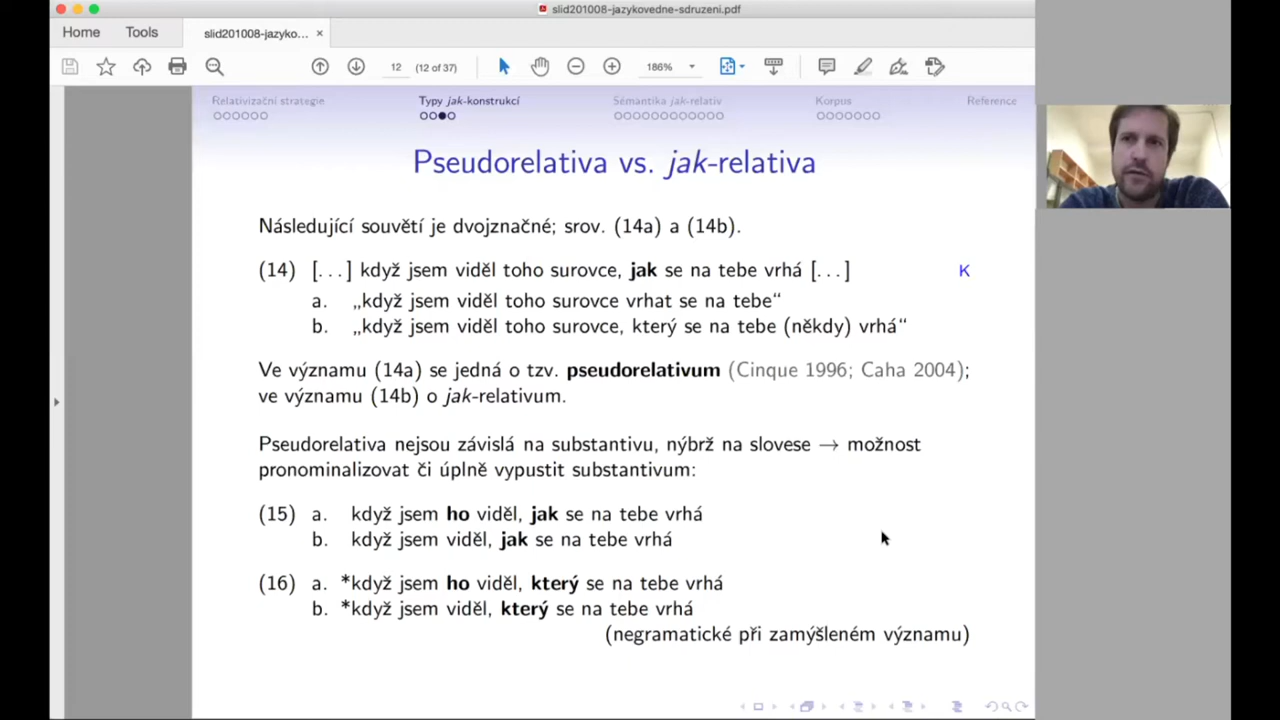 slid201008-jazykovedne-sdruzeni.pdf
Home Tools slid201008-jazyko... ×
12 (12 of 37) 186%
Relativizační strategie Typy jak-konstrukcí Sémantika jak-relativ Korpus Reference
Pseudorelativa vs. jak-relativa
Následující souvětí je dvojznačné; srov. (14a) a (14b).
(14) [...] když jsem viděl toho surovce, jak se na tebe vrhá [...] K
a. „když jsem viděl toho surovce vrhat se na tebe“
b. „když jsem viděl toho surovce, který se na tebe (někdy) vrhá“
Ve významu (14a) se jedná o tzv. pseudorelativum (Cinque 1996; Caha 2004);
ve významu (14b) o jak-relativum.
Pseudorelativa nejsou závislá na substantivu, nýbrž na slovese → možnost
pronominalizovat či úplně vypustit substantivum:
(15) a. když jsem ho viděl, jak se na tebe vrhá
b. když jsem viděl, jak se na tebe vrhá
(16) a. *když jsem ho viděl, který se na tebe vrhá
b. *když jsem viděl, který se na tebe vrhá
(negramatické při zamýšleném významu)